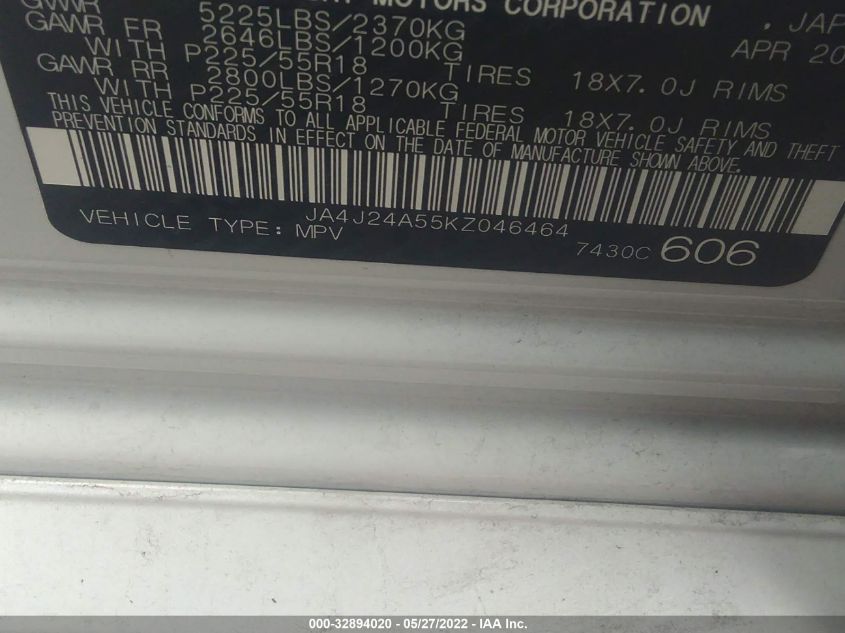 MOTORS CORPORATION
GWWR 5225LBS/2370KG , JAP
GAWR FR 2646LBS/1200KG APR 20
WITH P225/55R18 TIRES 18X7.0J RIMS
GAWR RR 2800LBS/1270KG
WITH P225/55R18 TIRES 18X7.0J RIMS
THIS VEHICLE CONFORMS TO ALL APPLICABLE FEDERAL MOTOR VEHICLE SAFETY AND THEFT
PREVENTION STANDARDS IN EFFECT ON THE DATE OF MANUFACTURE SHOWN ABOVE.
JA4J24A55KZ046464
VEHICLE TYPE: MPV 7430C 606
000-32894020 - 05/27/2022 - IAA Inc.